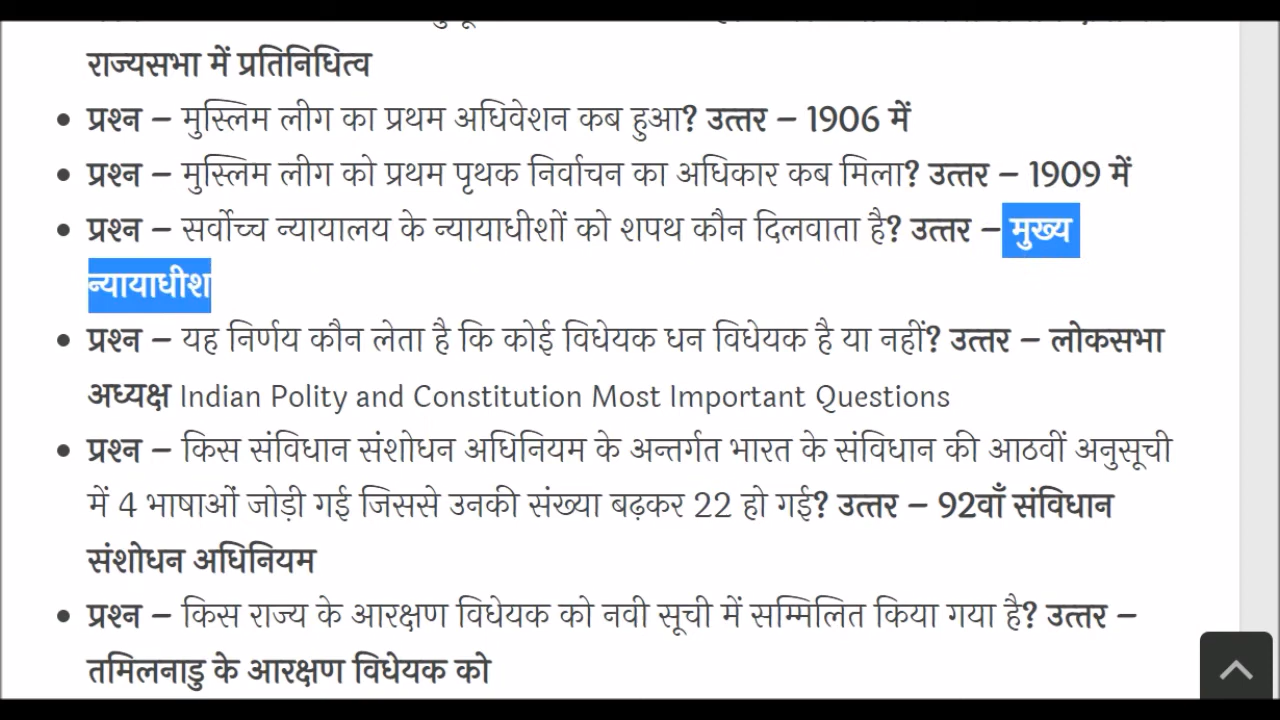 राज्यसभा में प्रतिनिधित्व
• प्रश्न – मुस्लिम लीग का प्रथम अधिवेशन कब हुआ? उत्तर – 1906 में
• प्रश्न – मुस्लिम लीग को प्रथम पृथक निर्वाचन का अधिकार कब मिला? उत्तर – 1909 में
• प्रश्न – सर्वोच्च न्यायालय के न्यायाधीशों को शपथ कौन दिलवाता है? उत्तर – मुख्य
न्यायाधीश
• प्रश्न – यह निर्णय कौन लेता है कि कोई विधेयक धन विधेयक है या नहीं? उत्तर – लोकसभा
अध्यक्ष Indian Polity and Constitution Most Important Questions
• प्रश्न – किस संविधान संशोधन अधिनियम के अन्तर्गत भारत के संविधान की आठवीं अनुसूची
में 4 भाषाओं जोड़ी गई जिससे उनकी संख्या बढ़कर 22 हो गई? उत्तर – 92वाँ संविधान
संशोधन अधिनियम
• प्रश्न – किस राज्य के आरक्षण विधेयक को नवी सूची में सम्मिलित किया गया है? उत्तर –
तमिलनाडु के आरक्षण विधेयक को